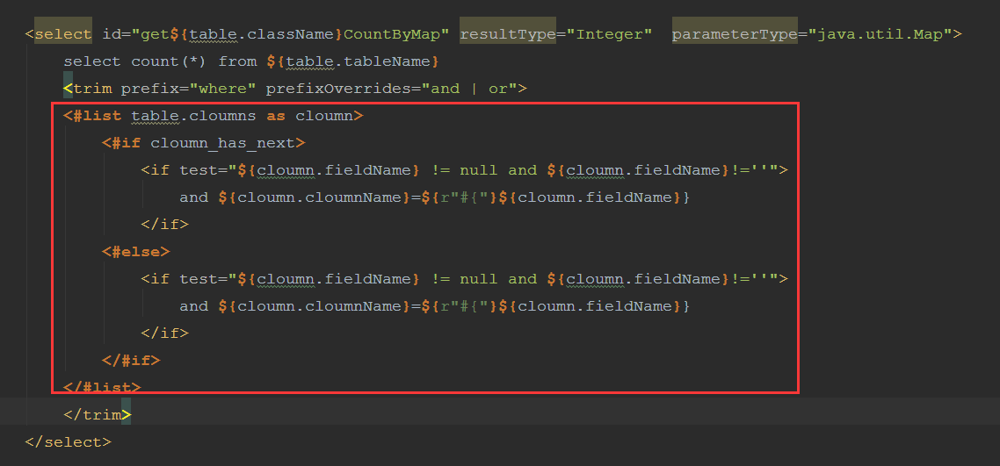 <select id="get${table.className}CountByMap" resultType="Integer"  parameterType="java.util.Map">
select count(*) from ${table.tableName}
<trim prefix="where" prefixOverrides="and | or">
<#list table.cloumns as cloumn>
<#if cloumn_has_next>
<if test="${cloumn.fieldName} != null and ${cloumn.fieldName}!=''">
and ${cloumn.cloumnName}=${r"#{"}${cloumn.fieldName}}
</if>
<#else>
<if test="${cloumn.fieldName} != null and ${cloumn.fieldName}!=''">
and ${cloumn.cloumnName}=${r"#{"}${cloumn.fieldName}}
</if>
</#if>
</#list>
</trim>
</select>